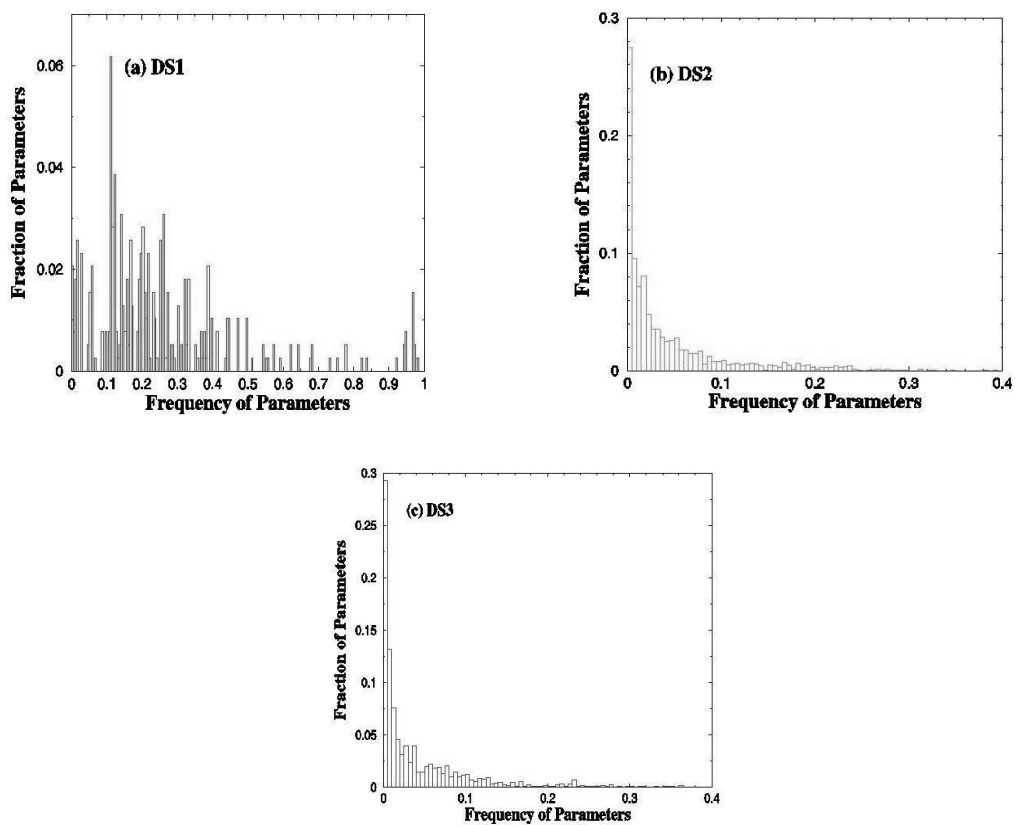 (a) DS1
Fraction of Parameters
0.06
0.04
0.02
0
0 0.1 0.2 0.3 0.4 0.5 0.6 0.7 0.8 0.9 1
Frequency of Parameters
(b) DS2
Fraction of Parameters
0.3
0.2
0.1
0
0 0.1 0.2 0.3 0.4
Frequency of Parameters
(c) DS3
Fraction of Parameters
0.3
0.25
0.2
0.15
0.1
0.05
0
0 0.1 0.2 0.3 0.4
Frequency of Parameters